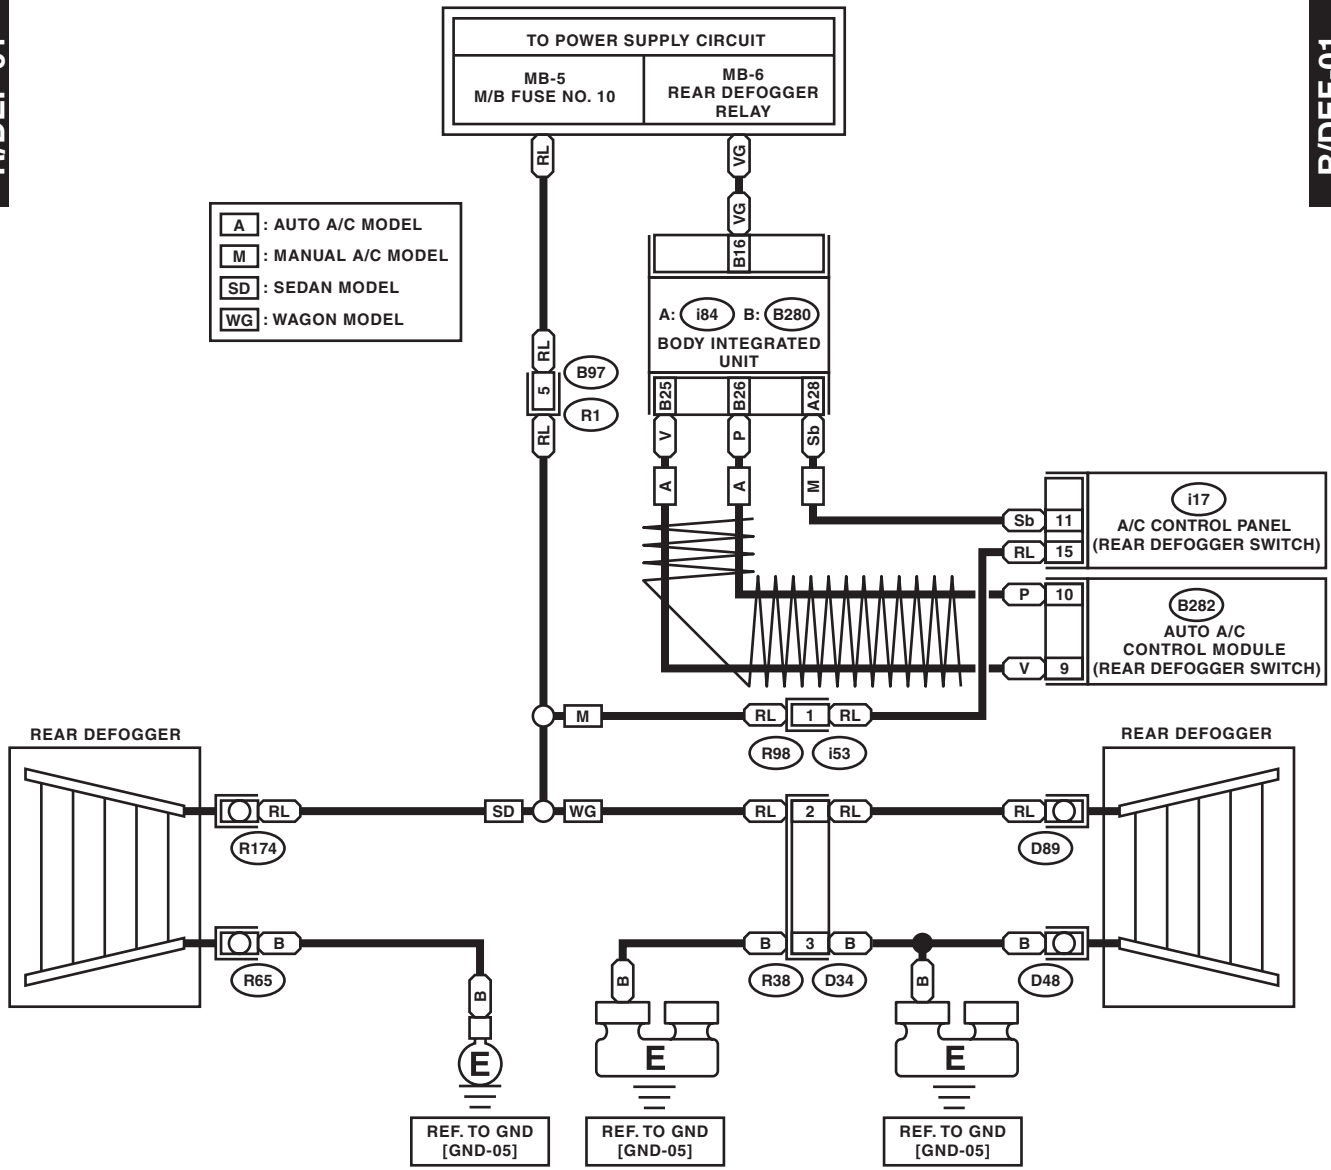 TO POWER SUPPLY CIRCUIT
MB-5
M/B FUSE NO. 10
MB-6
REAR DEFOGGER
RELAY
RL
VG
VG
B16
A : AUTO A/C MODEL
M : MANUAL A/C MODEL
SD : SEDAN MODEL
WG : WAGON MODEL
A: i84 B: B280
BODY INTEGRATED
UNIT
RL
5
B97
R1
RL
B25
B26
A28
V
P
Sb
A
A
M
i17
A/C CONTROL PANEL
(REAR DEFOGGER SWITCH)
Sb 11
RL 15
B282
AUTO A/C
CONTROL MODULE
(REAR DEFOGGER SWITCH)
P 10
V 9
M
RL 1 RL
R98 i53
REAR DEFOGGER
REAR DEFOGGER
RL
SD
WG
RL 2 RL
RL
R174
D89
B
B 3 B
B
R65
R38 D34
D48
B
B
B
E
E
E
REF. TO GND
[GND-05]
REF. TO GND
[GND-05]
REF. TO GND
[GND-05]